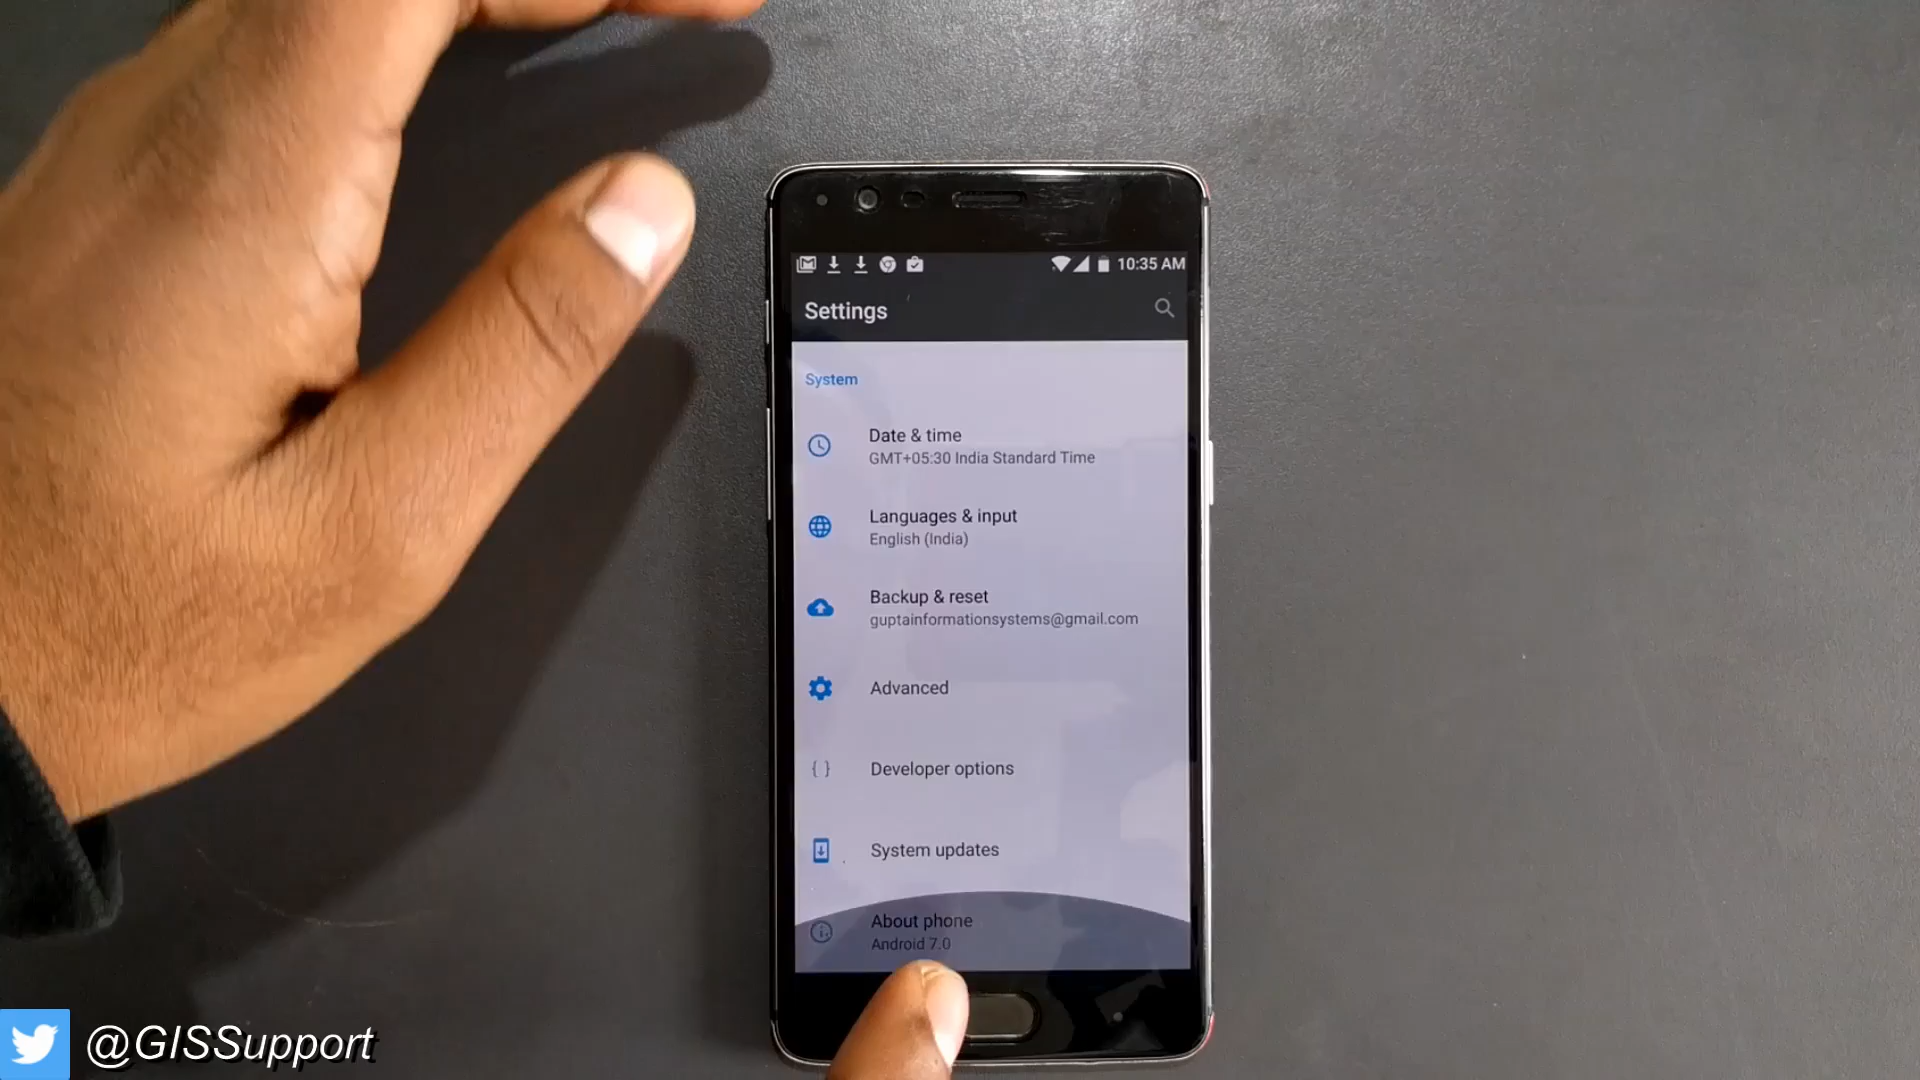 10:35 AM
Settings
System
Date & time
GMT+05:30 India Standard Time
Languages & input
English (India)
Backup & reset
guptainformationsystems@gmail.com
Advanced
Developer options
System updates
About phone
Android 7.0
@GISSupport